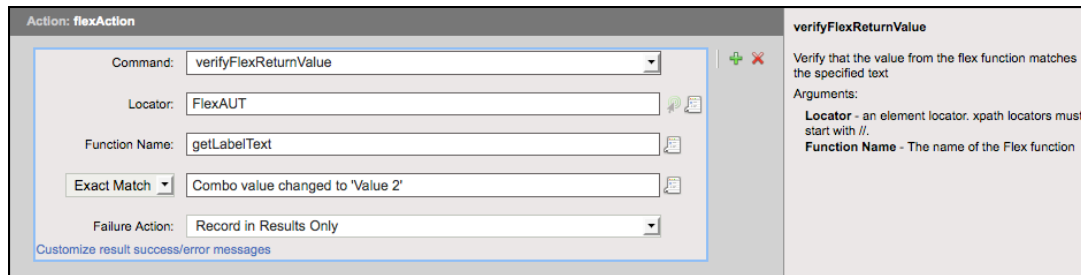 Action: flexAction
Command: verifyFlexReturnValue
Locator: FlexAUT
Function Name: getLabelText
Exact Match Combo value changed to 'Value 2'
Failure Action: Record in Results Only
Customize result success/error messages
verifyFlexReturnValue
Verify that the value from the flex function matches
the specified text
Arguments:
Locator - an element locator. xpath locators must
start with //.
Function Name - The name of the Flex function